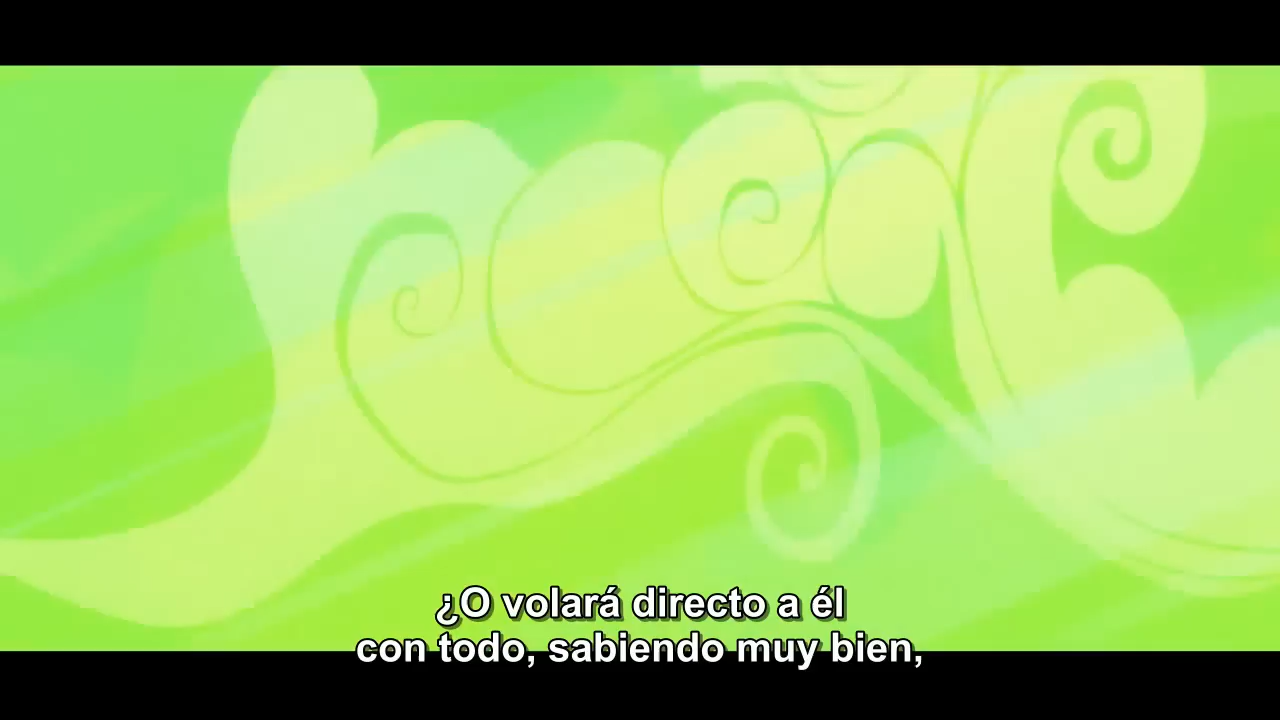 ¿O volará directo a él
con todo, sabiendo muy bien,